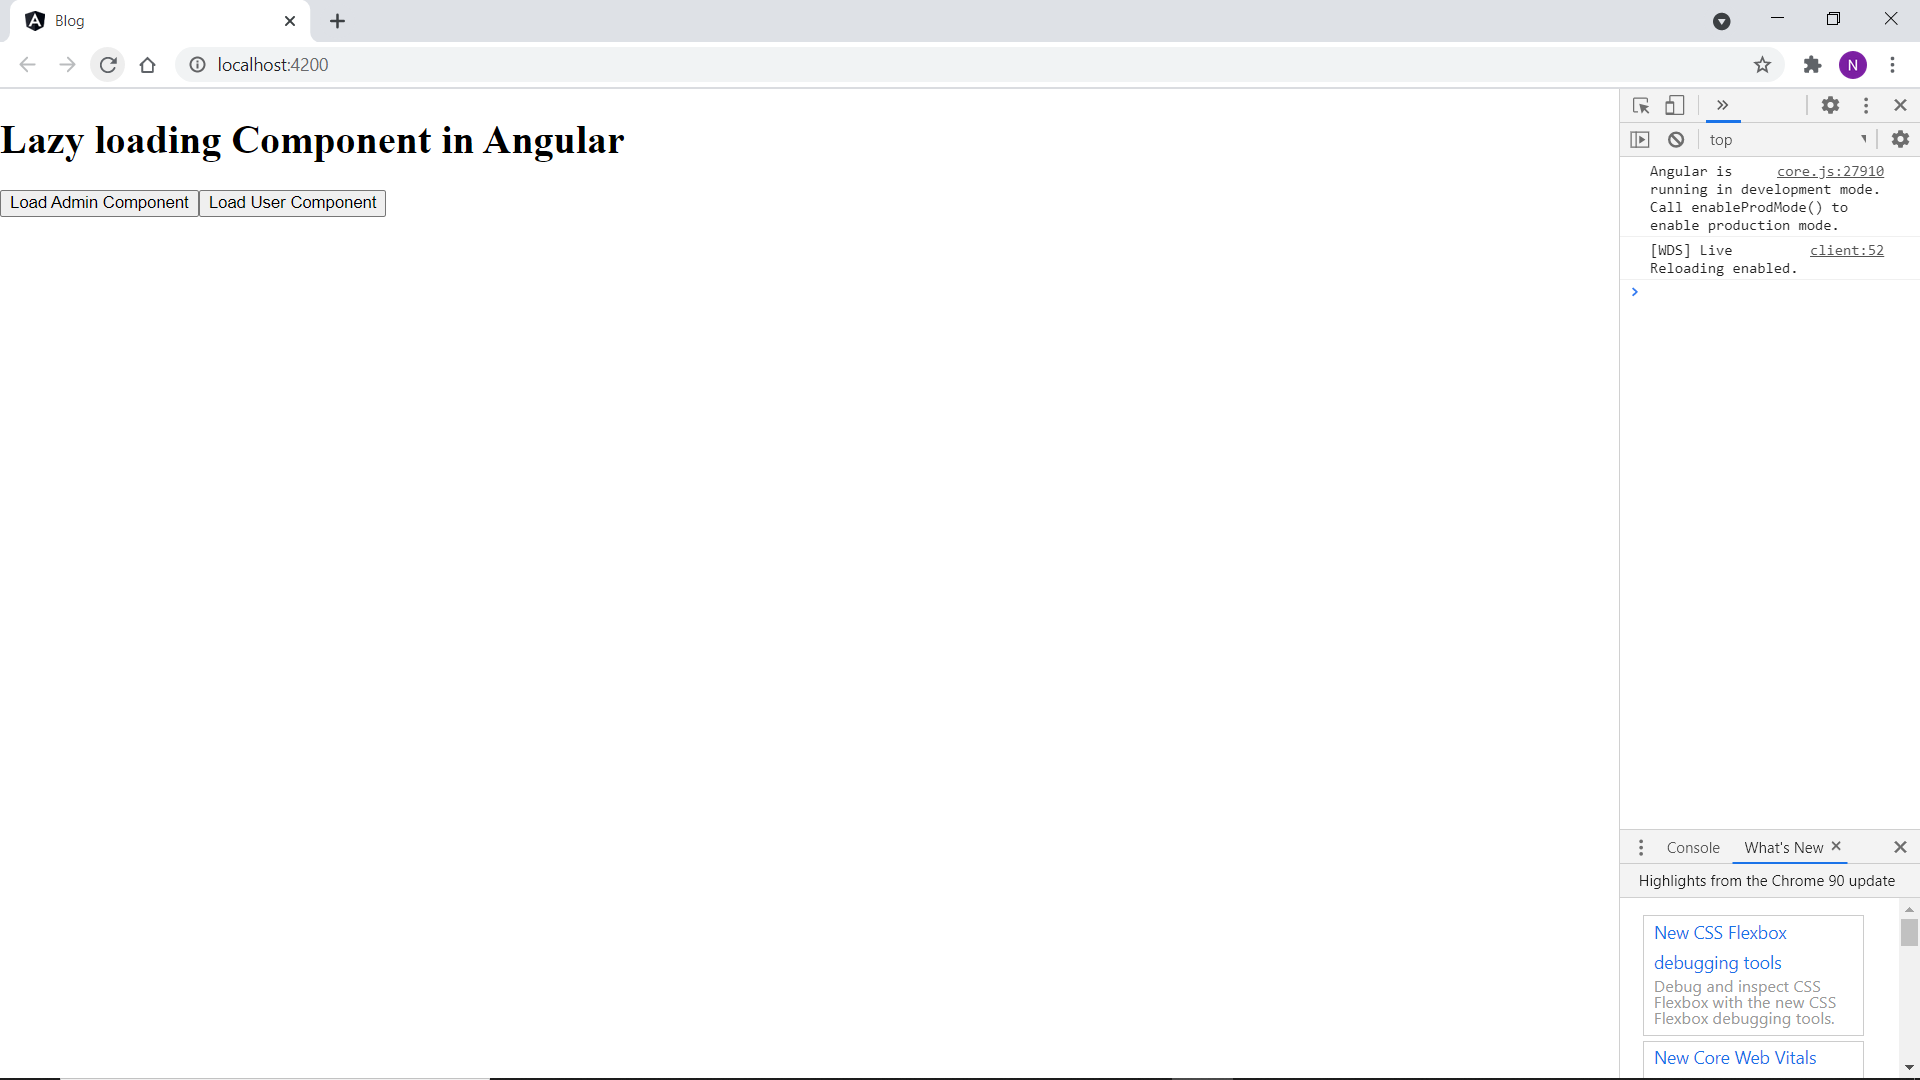 Blog
localhost:4200
N
Lazy loading Component in Angular
Load Admin Component Load User Component
top
Angular is core.js:27910
running in development mode.
Call enableProdMode() to
enable production mode.
[WDS] Live client:52
Reloading enabled.
Console What's New
Highlights from the Chrome 90 update
New CSS Flexbox
debugging tools
Debug and inspect CSS
Flexbox with the new CSS
Flexbox debugging tools.
New Core Web Vitals